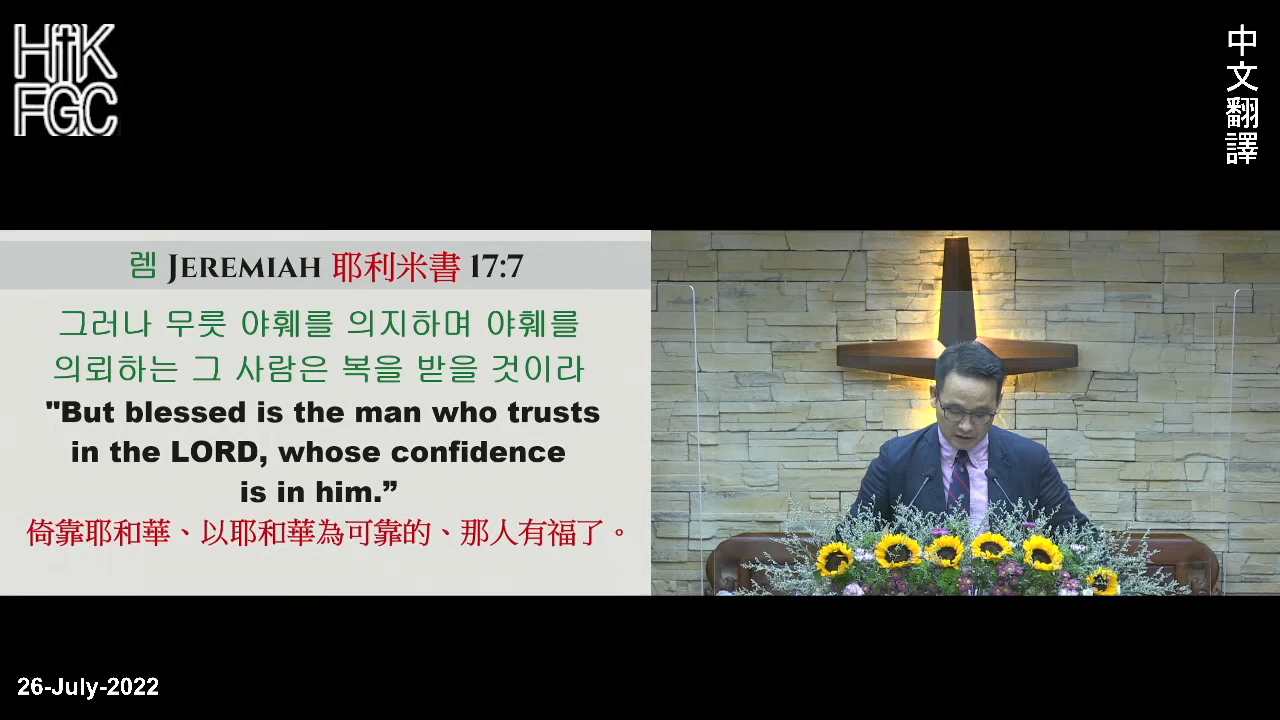 HK
FGC
中文翻譯
렘 JEREMIAH 耶利米書 17:7
그러나 무릇 야훼를 의지하며 야훼를
의뢰하는 그 사람은 복을 받을 것이라
"But blessed is the man who trusts
in the LORD, whose confidence
is in him.”
倚靠耶和華、以耶和華為可靠的、那人有福了。
26-July-2022